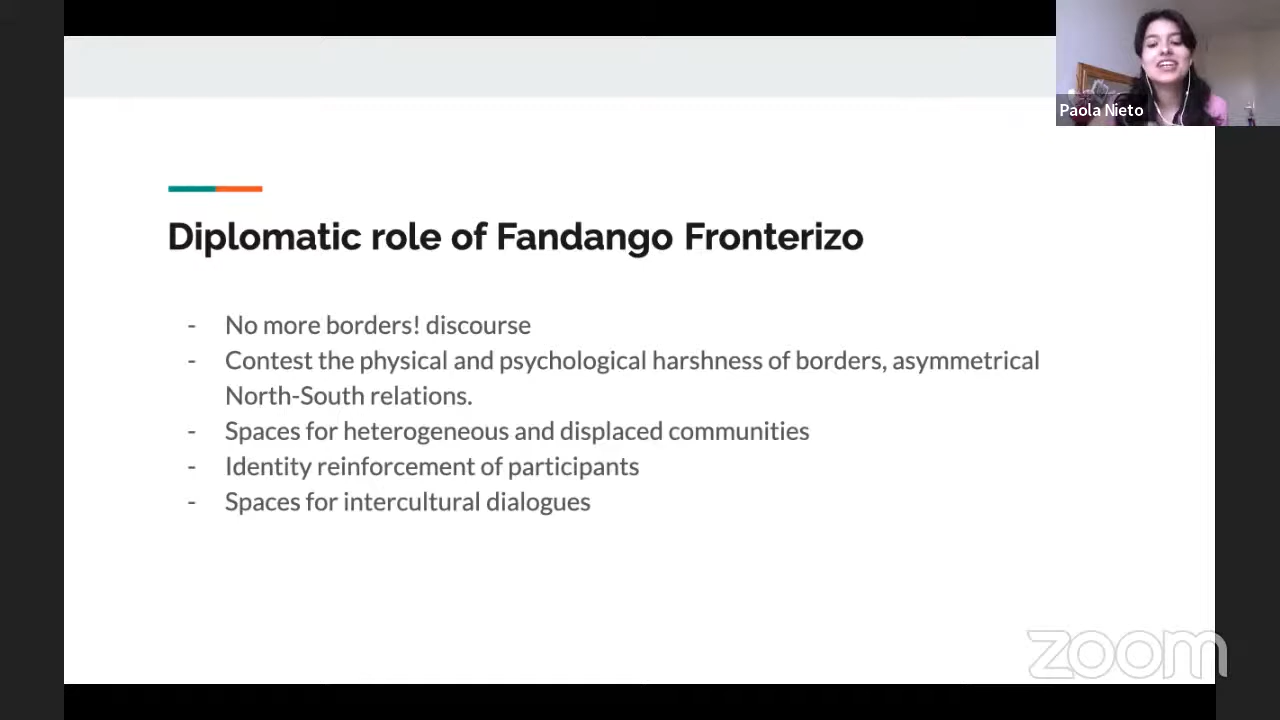 Paola Nieto
Diplomatic role of Fandango Fronterizo
- No more borders! discourse
- Contest the physical and psychological harshness of borders, asymmetrical
North-South relations.
- Spaces for heterogeneous and displaced communities
- Identity reinforcement of participants
- Spaces for intercultural dialogues
zoom